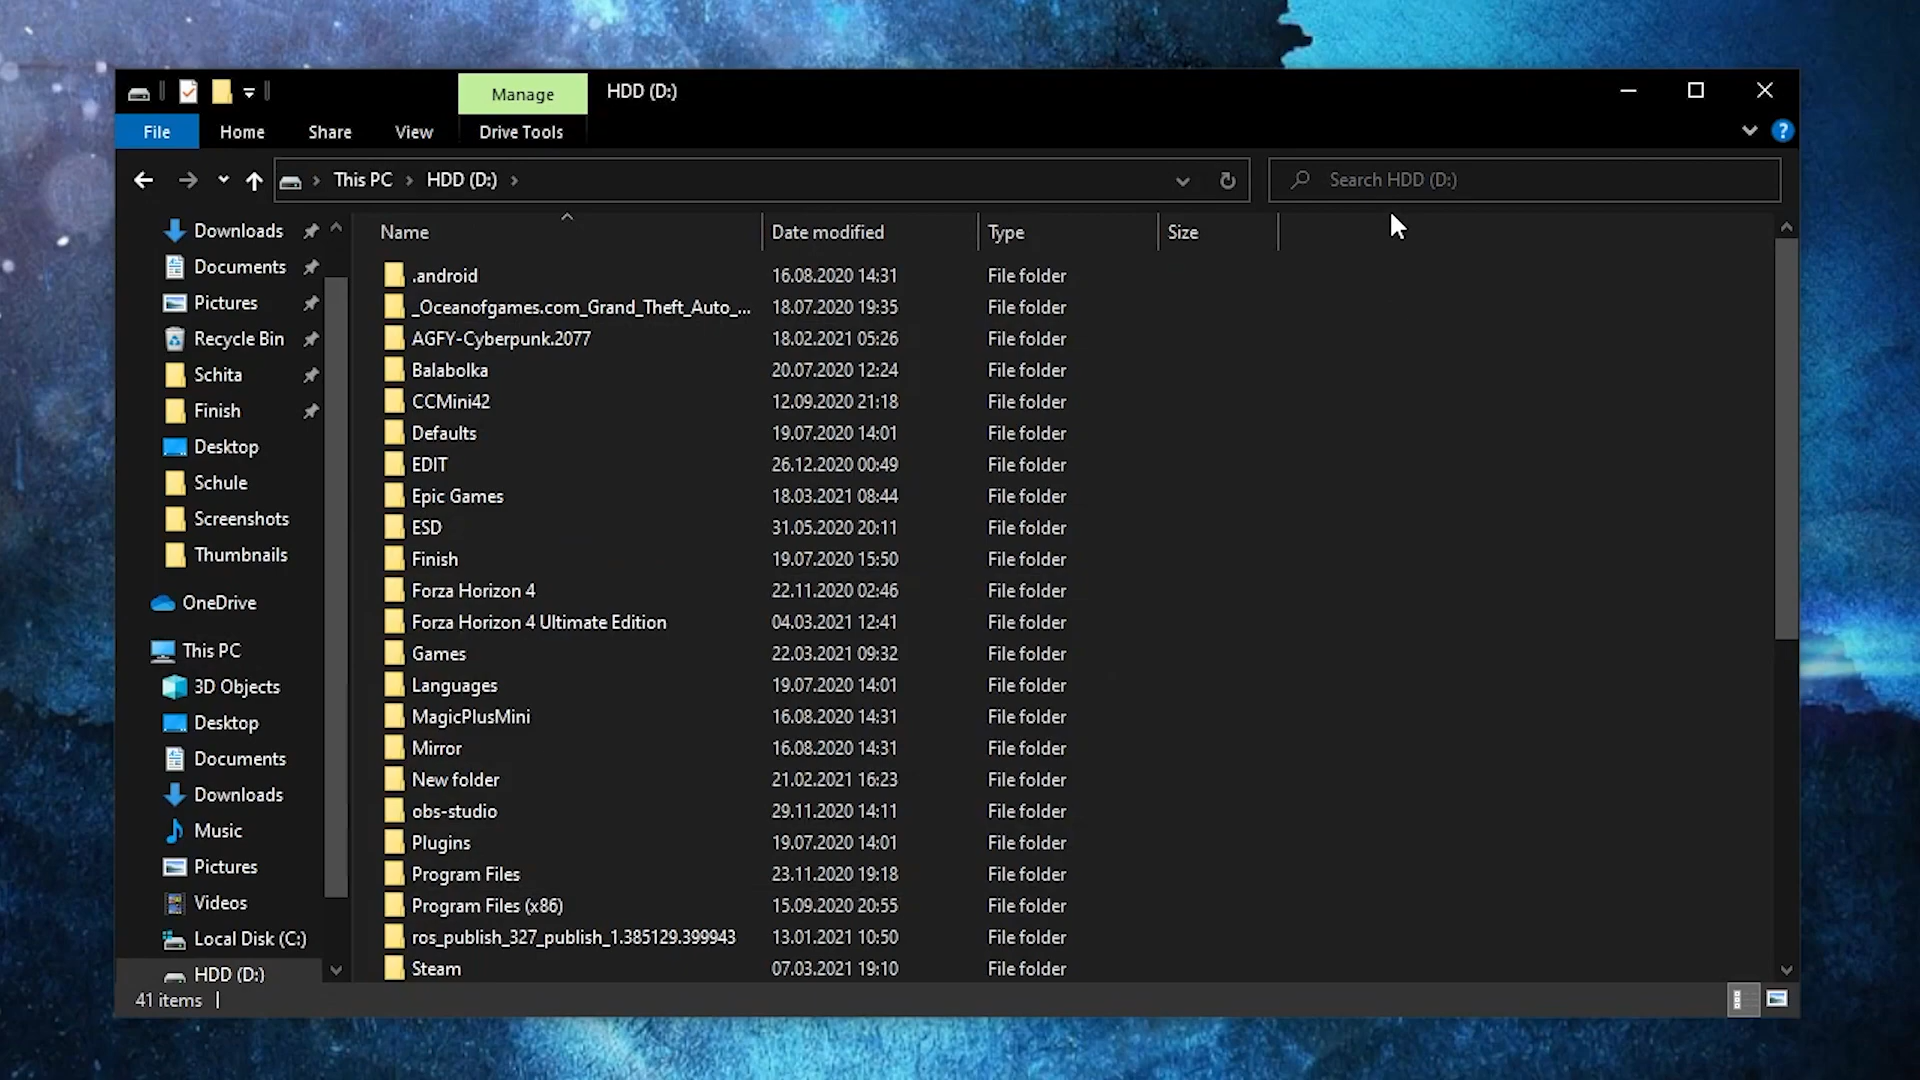 Manage
HDD (D:)
File
Home
Share
View
Drive Tools
This PC
HDD (D:)
Search HDD (D:)
Downloads
Documents
Pictures
Recycle Bin
Schita
Finish
Desktop
Schule
Screenshots
Thumbnails
OneDrive
This PC
3D Objects
Desktop
Documents
Downloads
Music
Pictures
Videos
Local Disk (C:)
HDD (D:)
Name Date modified Type Size
.android 16.08.2020 14:31 File folder
_Oceanofgames.com_Grand_Theft_Auto_... 18.07.2020 19:35 File folder
AGFY-Cyberpunk.2077 18.02.2021 05:26 File folder
Balabolka 20.07.2020 12:24 File folder
CCMini42 12.09.2020 21:18 File folder
Defaults 19.07.2020 14:01 File folder
EDIT 26.12.2020 00:49 File folder
Epic Games 18.03.2021 08:44 File folder
ESD 31.05.2020 20:11 File folder
Finish 19.07.2020 15:50 File folder
Forza Horizon 4 22.11.2020 02:46 File folder
Forza Horizon 4 Ultimate Edition 04.03.2021 12:41 File folder
Games 22.03.2021 09:32 File folder
Languages 19.07.2020 14:01 File folder
MagicPlusMini 16.08.2020 14:31 File folder
Mirror 16.08.2020 14:31 File folder
New folder 21.02.2021 16:23 File folder
obs-studio 29.11.2020 14:11 File folder
Plugins 19.07.2020 14:01 File folder
Program Files 23.11.2020 19:18 File folder
Program Files (x86) 15.09.2020 20:55 File folder
ros_publish_327_publish_1.385129.399943 13.01.2021 10:50 File folder
Steam 07.03.2021 19:10 File folder
41 items